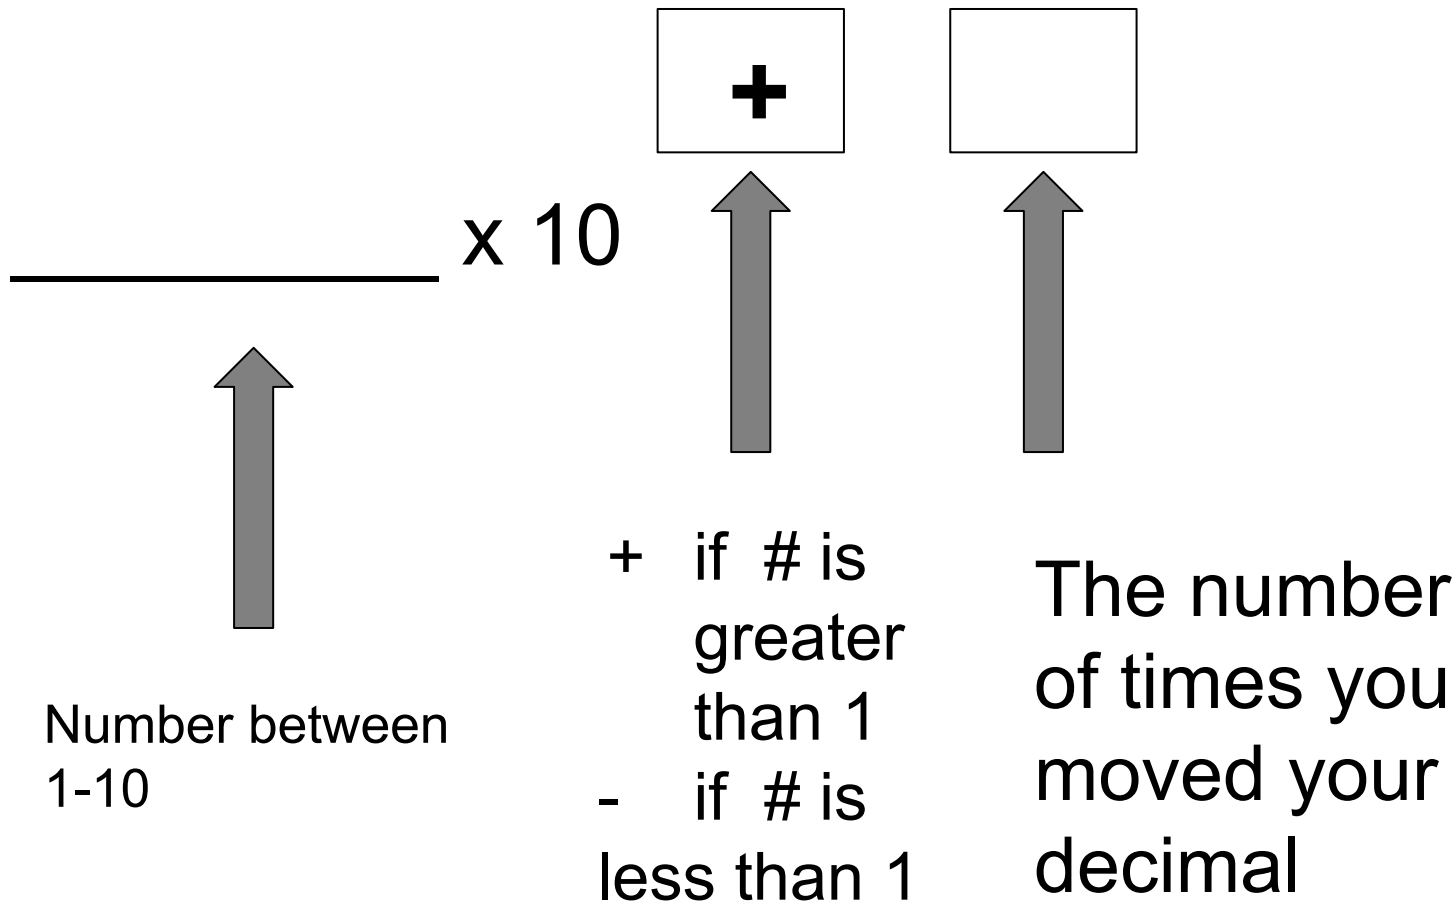 +
x 10
Number between
1-10
+ if # is
greater
than 1
- if # is
less than 1
The number
of times you
moved your
decimal